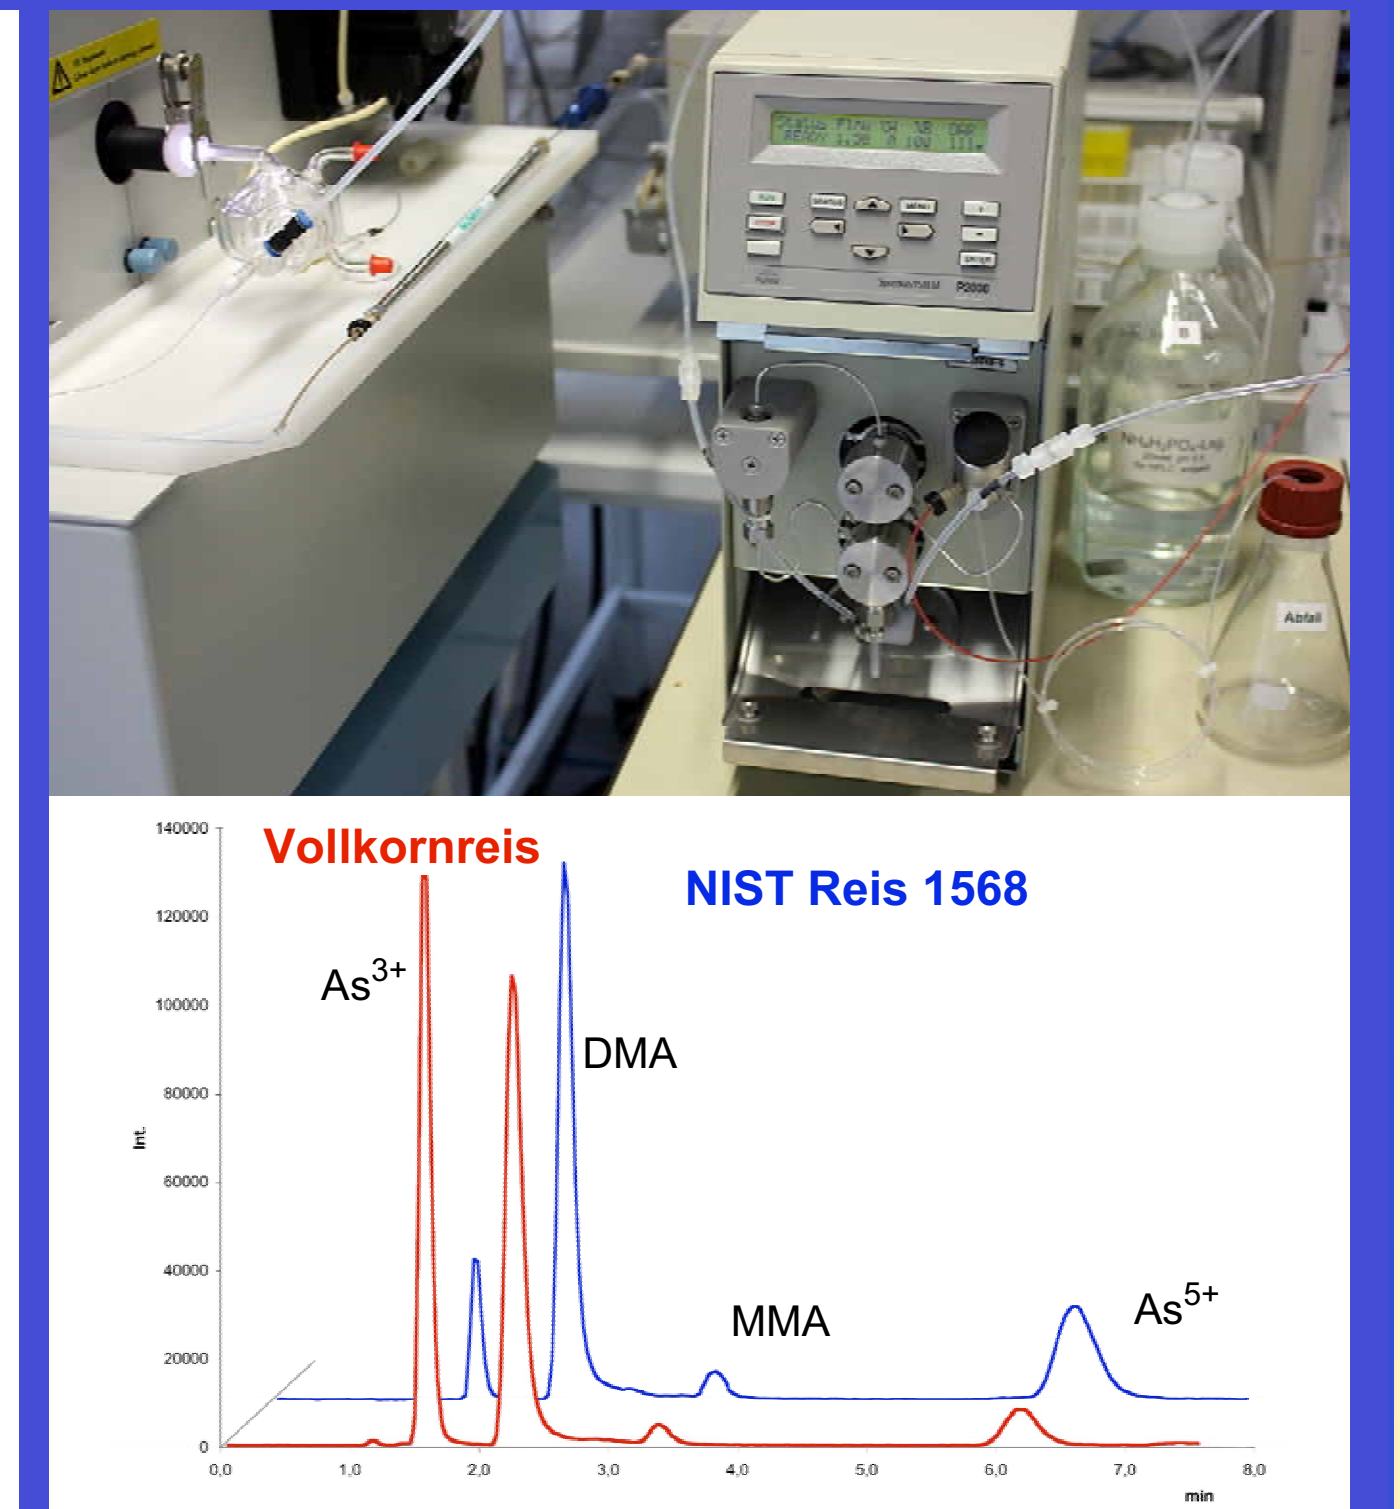 P2000
B
Abfall
140000
120000
100000
80000
60000
40000
20000
0
Int.
Vollkornreis
NIST Reis 1568
As³⁺
DMA
MMA
As⁵⁺
0,0 1,0 2,0 3,0 4,0 5,0 6,0 7,0 8,0
min